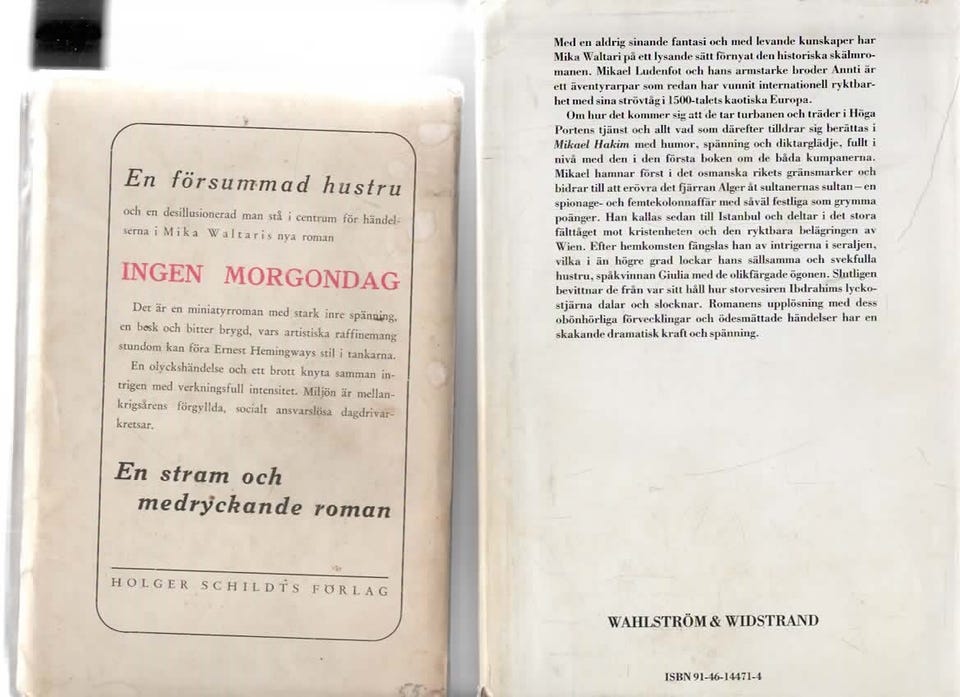 En försummad hustru
och en desillusionerad man stå i centrum för händel-
serna i Mika Waltaris nya roman
INGEN MORGONDAG
Det är en miniatyrroman med stark inre spänning,
en besk och bitter brygd, vars artistiska raffinemang
stundom kan föra Ernest Hemingways stil i tankarna.
En olyckshändelse och ett brott knyta samman in-
trigen med verkningsfull intensitet. Miljön är mellan-
krigsårens förgyllda, socialt ansvarslösa dagdrivar-
kretsar.
En stram och
medryckande roman
HOLGER SCHILDTS FÖRLAG
Med en aldrig sinande fantasi och med levande kunskaper har
Mika Waltari på ett lysande sätt förnyat den historiska skälmro-
manen. Mikael Ludenfot och hans armstarke broder Annti är
ett äventyrarpar som redan har vunnit internationell ryktbar-
het med sina strövtåg i 1500-talets kaotiska Europa.
Om hur det kommer sig att de tar turbanen och träder i Höga
Portens tjänst och allt vad som därefter tilldrar sig berättas i
Mikael Hakim med humor, spänning och diktarglädje, fullt i
nivå med den i den första boken om de båda kumpanerna.
Mikael hamnar först i det osmanska rikets gränsmarker och
bidrar till att erövra det fjärran Alger åt sultanernas sultan – en
spionage- och femtekolonnaffär med såväl festliga som grymma
poänger. Han kallas sedan till Istanbul och deltar i det stora
fälttåget mot kristenheten och den ryktbara belägringen av
Wien. Efter hemkomsten fängslas han av intrigerna i seraljen,
vilka i än högre grad lockar hans sällsamma och svekfulla
hustru, spåkvinnan Giulia med de olikfärgade ögonen. Slutligen
bevittnar de från var sitt håll hur storvesiren Ibdrahims lycko-
stjärna dalar och slocknar. Romanens upplösning med dess
obönhörliga förvecklingar och ödesmättade händelser har en
skakande dramatisk kraft och spänning.
WAHLSTRÖM & WIDSTRAND
ISBN 91-46-14471-4